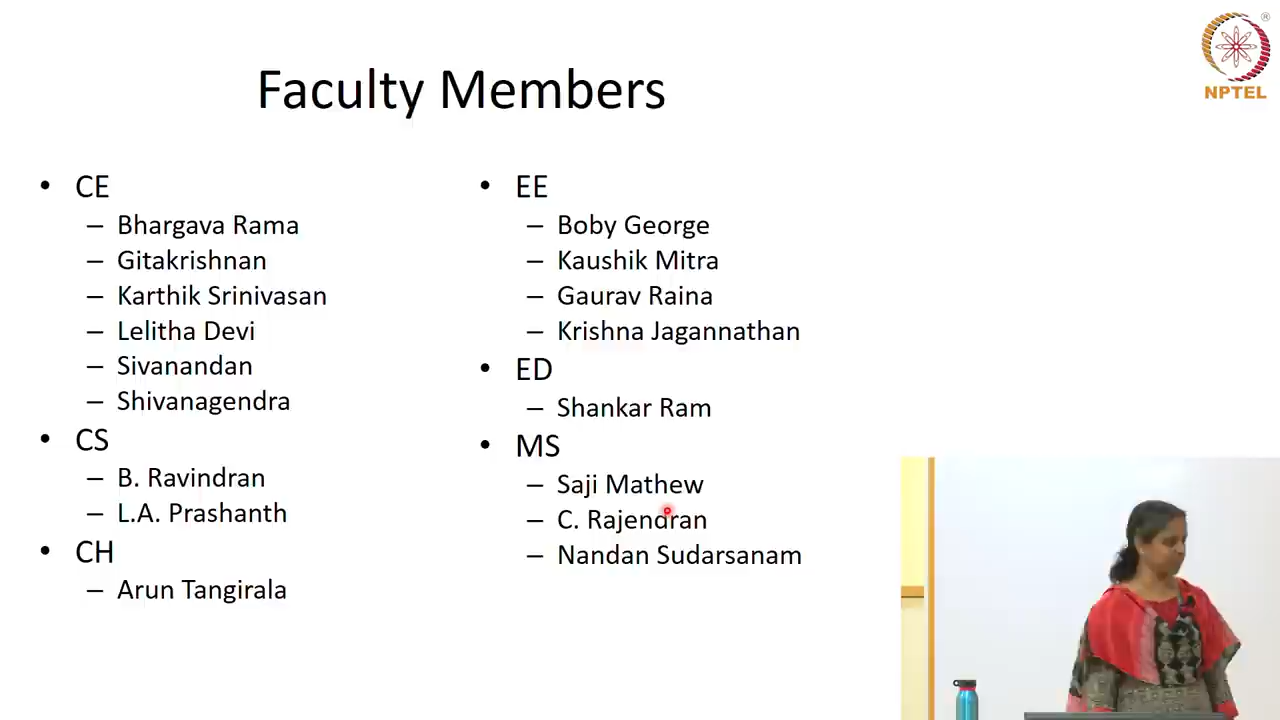 Faculty Members
• CE
– Bhargava Rama
– Gitakrishnan
– Karthik Srinivasan
– Lelitha Devi
– Sivanandan
– Shivanagendra
• CS
– B. Ravindran
– L.A. Prashanth
• CH
– Arun Tangirala
• EE
– Boby George
– Kaushik Mitra
– Gaurav Raina
– Krishna Jagannathan
• ED
– Shankar Ram
• MS
– Saji Mathew
– C. Rajendran
– Nandan Sudarsanam
®
NPTEL